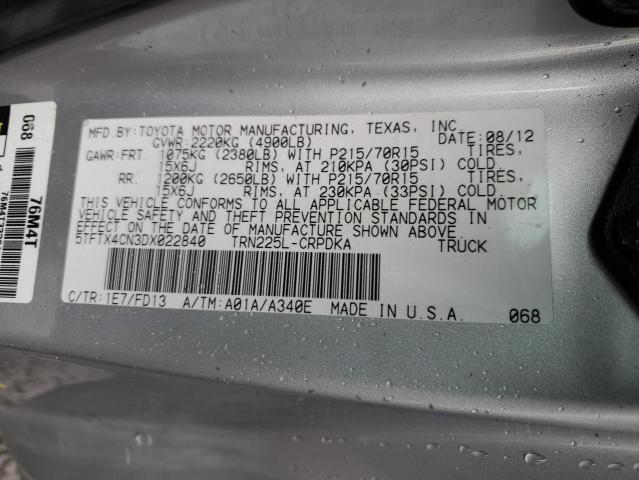 MFD.BY:TOYOTA MOTOR MANUFACTURING, TEXAS, INC.
GVWR:2220KG (4900LB) DATE:08/12
GAWR:FRT. 1075KG (2380LB) WITH P215/70R15 TIRES,
15X6J RIMS, AT 210KPA (30PSI) COLD.
RR. 1200KG (2650LB) WITH P215/70R15 TIRES,
15X6J RIMS, AT 230KPA (33PSI) COLD.
THIS VEHICLE CONFORMS TO ALL APPLICABLE FEDERAL MOTOR
VEHICLE SAFETY AND THEFT PREVENTION STANDARDS IN
EFFECT ON THE DATE OF MANUFACTURE SHOWN ABOVE.
5TFTX4CN3DX022840 TRN225L-CRPDKA TRUCK
C/TR:1E7/FD13 A/TM:A01A/A340E MADE IN U.S.A. 068
068
76M4T